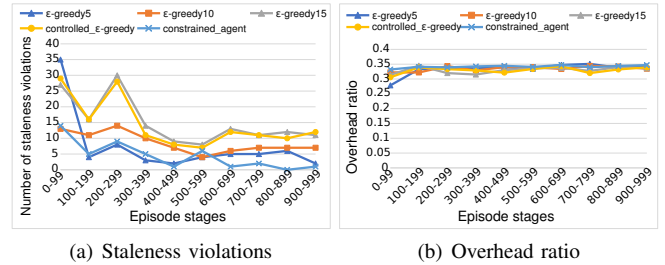 ε-greedy5 ε-greedy10 ε-greedy15
controlled_ε-greedy constrained_agent
Number of staleness violations
40
35
30
25
20
15
10
5
0
0-99 100-199 200-299 300-399 400-499 500-599 600-699 700-799 800-899 900-999
Episode stages
(a) Staleness violations
ε-greedy5 ε-greedy10 ε-greedy15
controlled_ε-greedy constrained_agent
Overhead ratio
0.4
0.35
0.3
0.25
0.2
0.15
0.1
0.05
0
0-99 100-199 200-299 300-399 400-499 500-599 600-699 700-799 800-899 900-999
Episode stages
(b) Overhead ratio